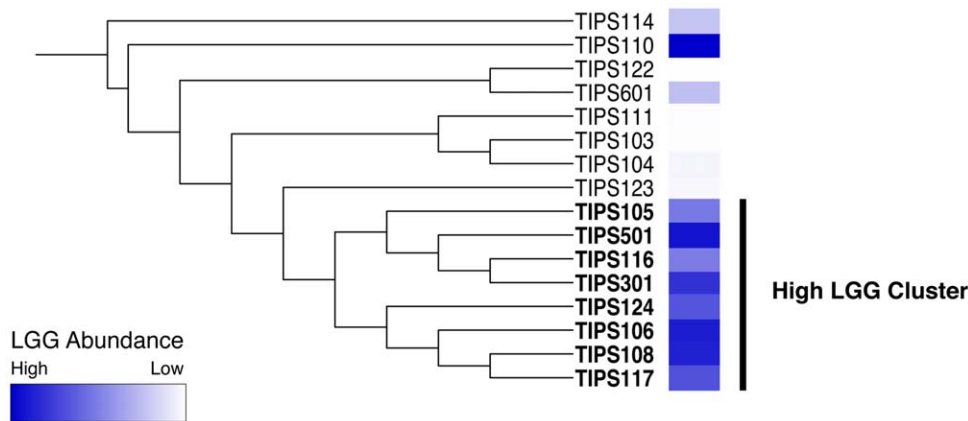 TIPS114
TIPS110
TIPS122
TIPS601
TIPS111
TIPS103
TIPS104
TIPS123
TIPS105
TIPS501
TIPS116
TIPS301
TIPS124
TIPS106
TIPS108
TIPS117
High LGG Cluster
LGG Abundance
High Low